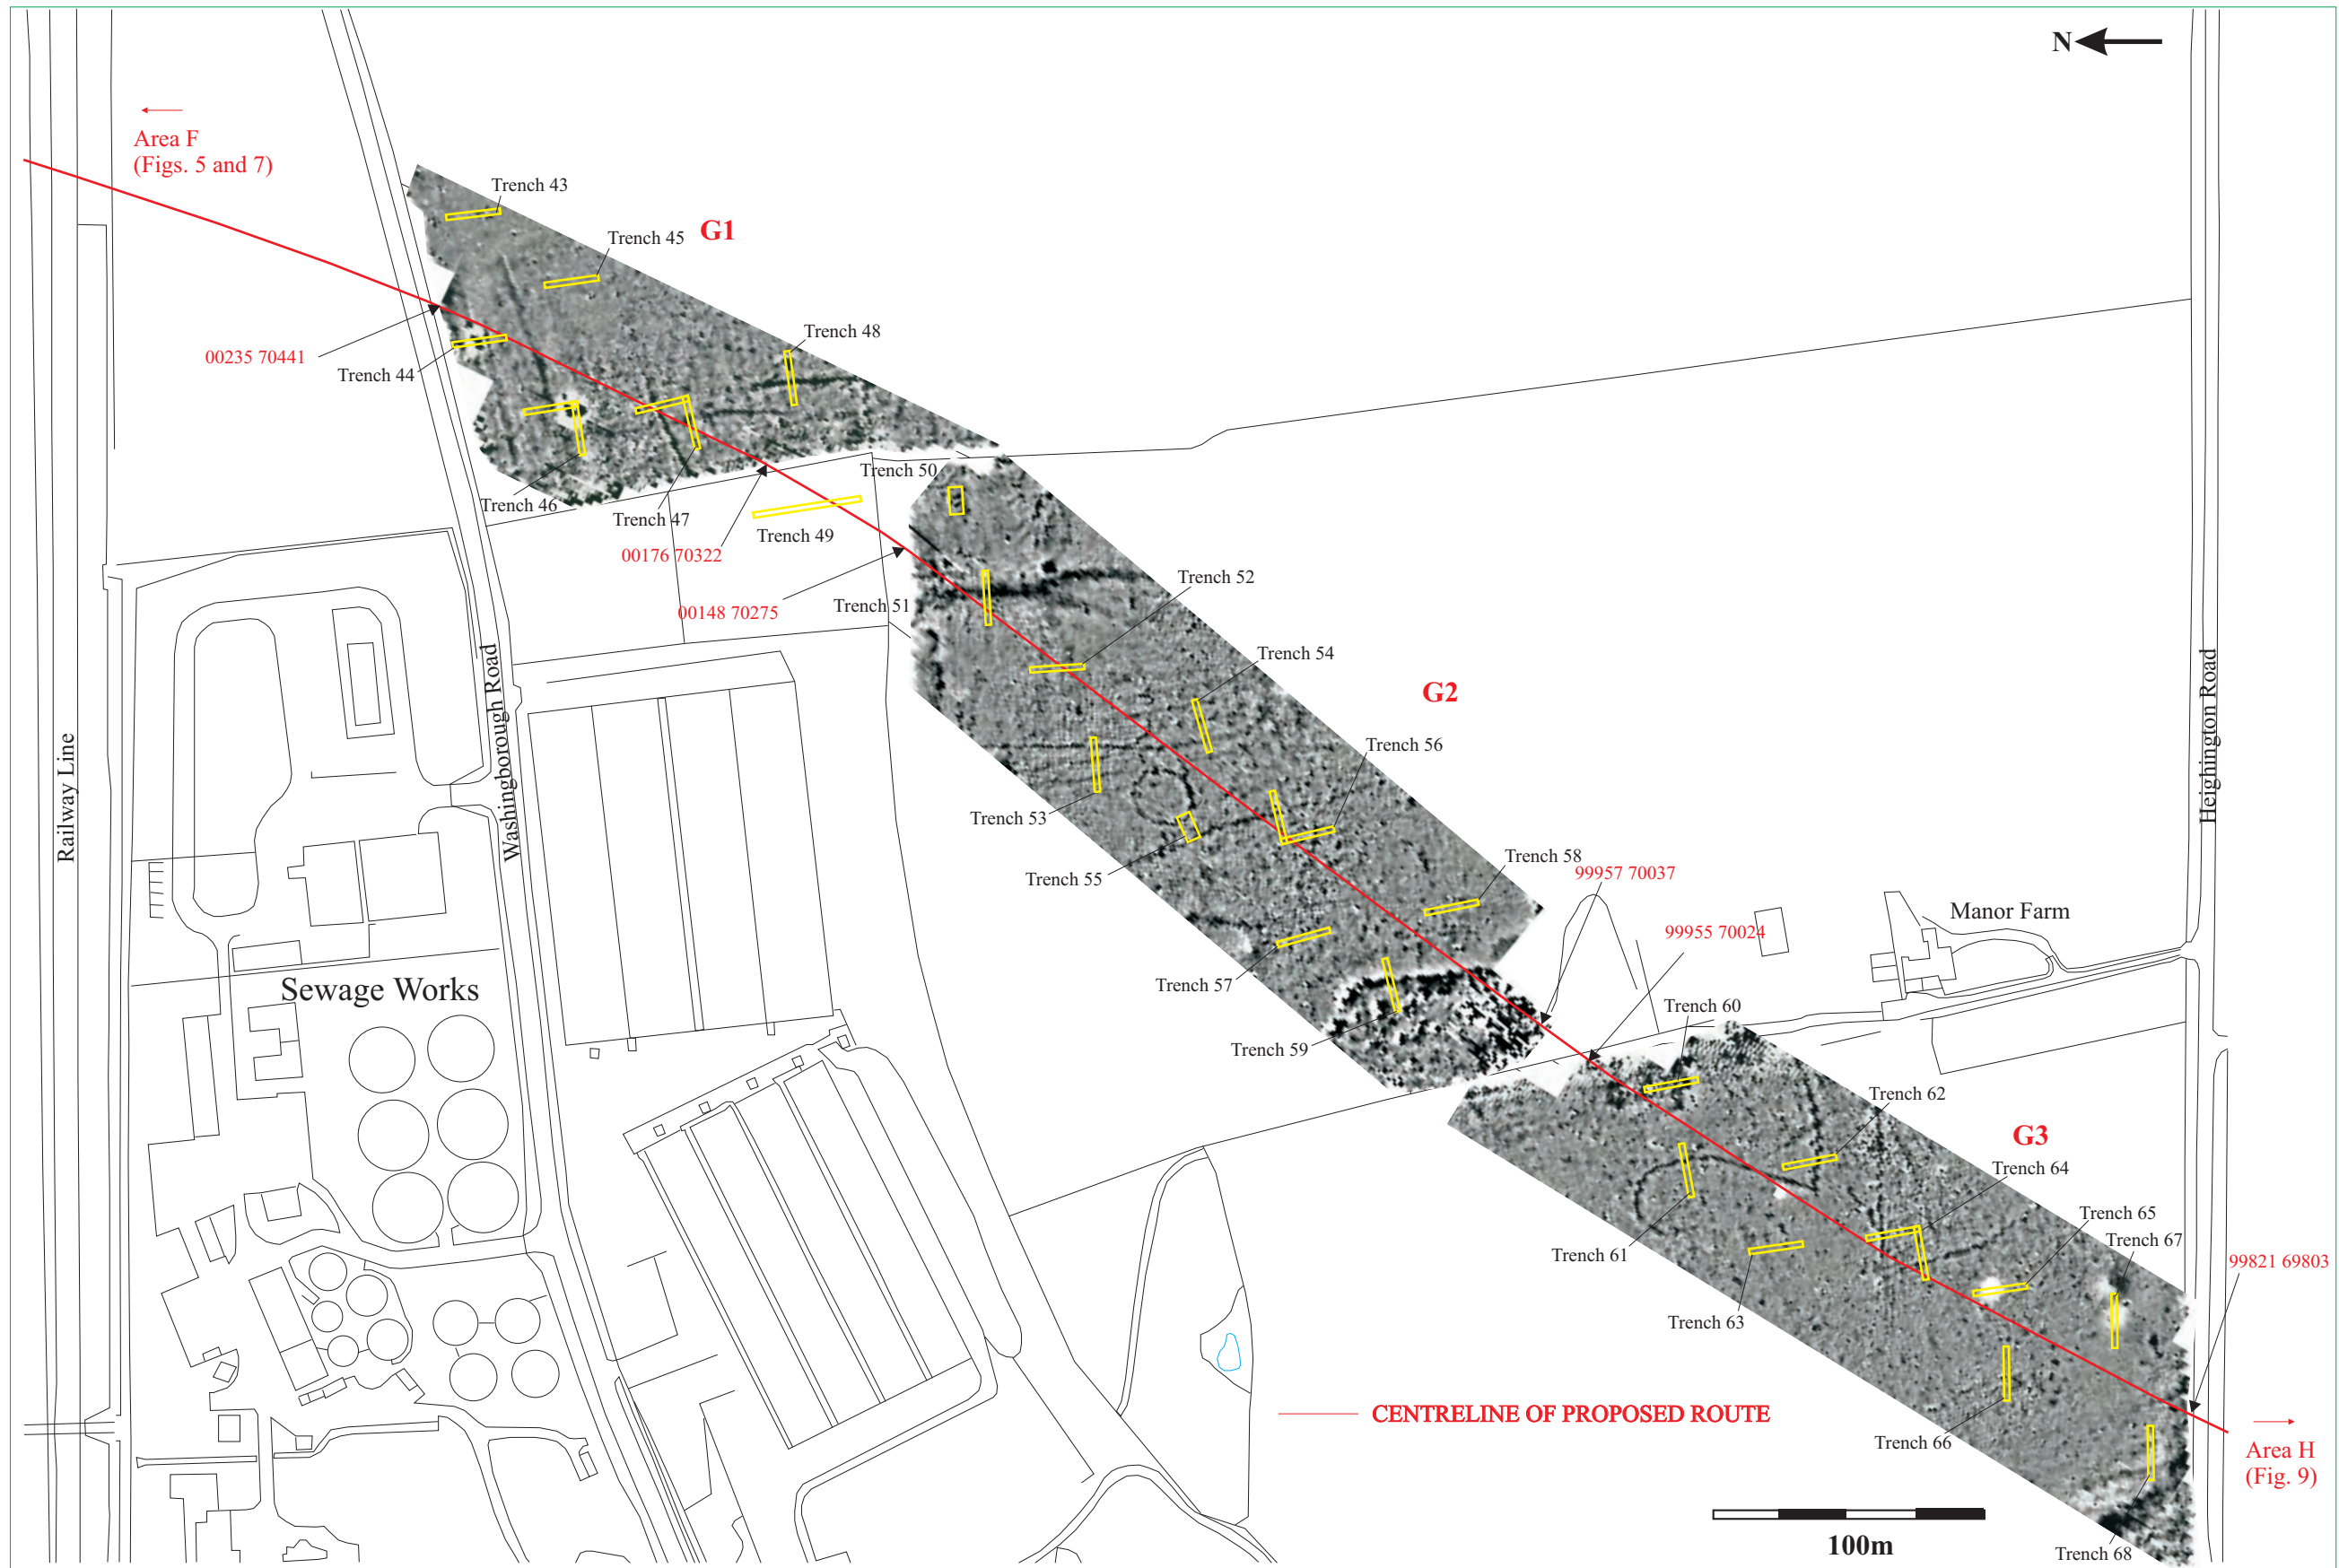 N
Area F
(Figs. 5 and 7)
Trench 43
Trench 45
G1
Trench 48
00235 70441
Trench 44
Trench 50
Trench 46
Trench 47
Trench 49
00176 70322
Trench 52
00148 70275
Trench 51
Trench 54
G2
Trench 56
Railway Line
Washingborough Road
Heighington Road
Trench 53
Trench 55
Trench 58
99957 70037
Manor Farm
99955 70024
Sewage Works
Trench 57
Trench 60
Trench 59
Trench 62
G3
Trench 64
Trench 65
Trench 67
Trench 61
99821 69803
Trench 63
CENTRELINE OF PROPOSED ROUTE
Trench 66
Area H
(Fig. 9)
100m
Trench 68